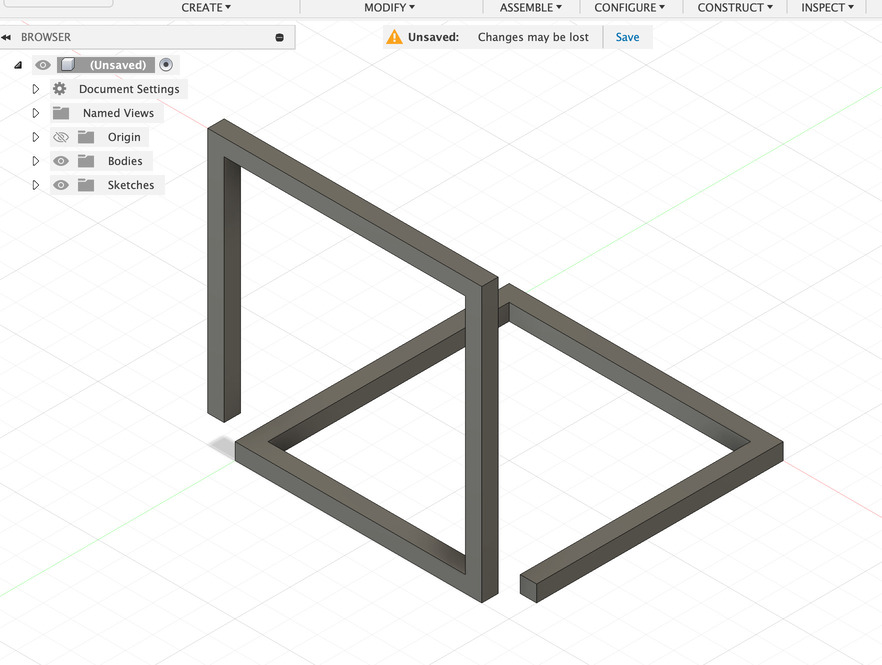 CREATE▾ MODIFY▾ ASSEMBLE▾ CONFIGURE▾ CONSTRUCT▾ INSPECT▾
BROWSER
Unsaved: Changes may be lost Save
(Unsaved)
Document Settings
Named Views
Origin
Bodies
Sketches